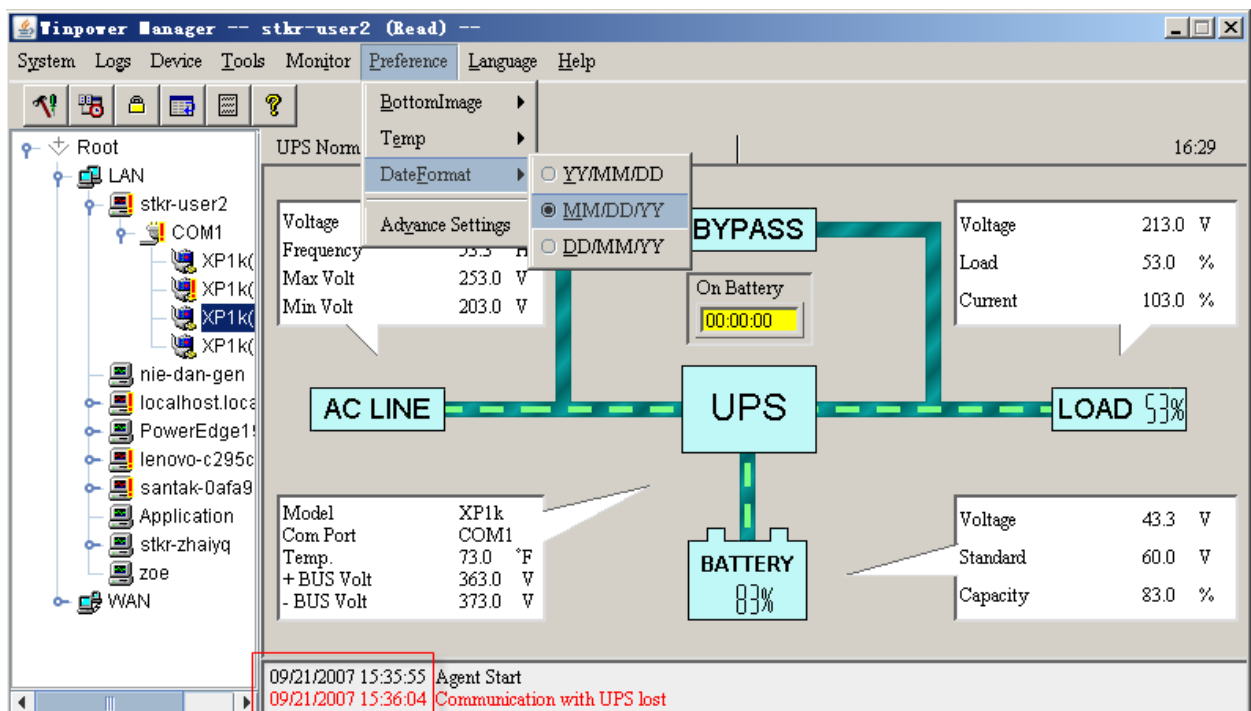 Winpower Manager -- stkr-user2 (Read) --
System Logs Device Tools Monitor Preference Language Help
BottomImage
Temp
DateFormat
Advance Settings
YY/MM/DD
MM/DD/YY
DD/MM/YY
UPS Norm
16:29
Root
LAN
stkr-user2
COM1
XP1k(
XP1k(
XP1k(
XP1k(
nie-dan-gen
localhost.loca
PowerEdge19
lenovo-c295c
santak-0afa9
Application
stkr-zhaiyq
zoe
WAN
Voltage
Frequency 53.3 H
Max Volt 253.0 V
Min Volt 203.0 V
BYPASS
On Battery
00:00:00
Voltage 213.0 V
Load 53.0 %
Current 103.0 %
AC LINE
UPS
LOAD 53%
Model XP1k
Com Port COM1
Temp. 73.0 °F
+ BUS Volt 363.0 V
- BUS Volt 373.0 V
BATTERY
83%
Voltage 43.3 V
Standard 60.0 V
Capacity 83.0 %
09/21/2007 15:35:55 Agent Start
09/21/2007 15:36:04 Communication with UPS lost